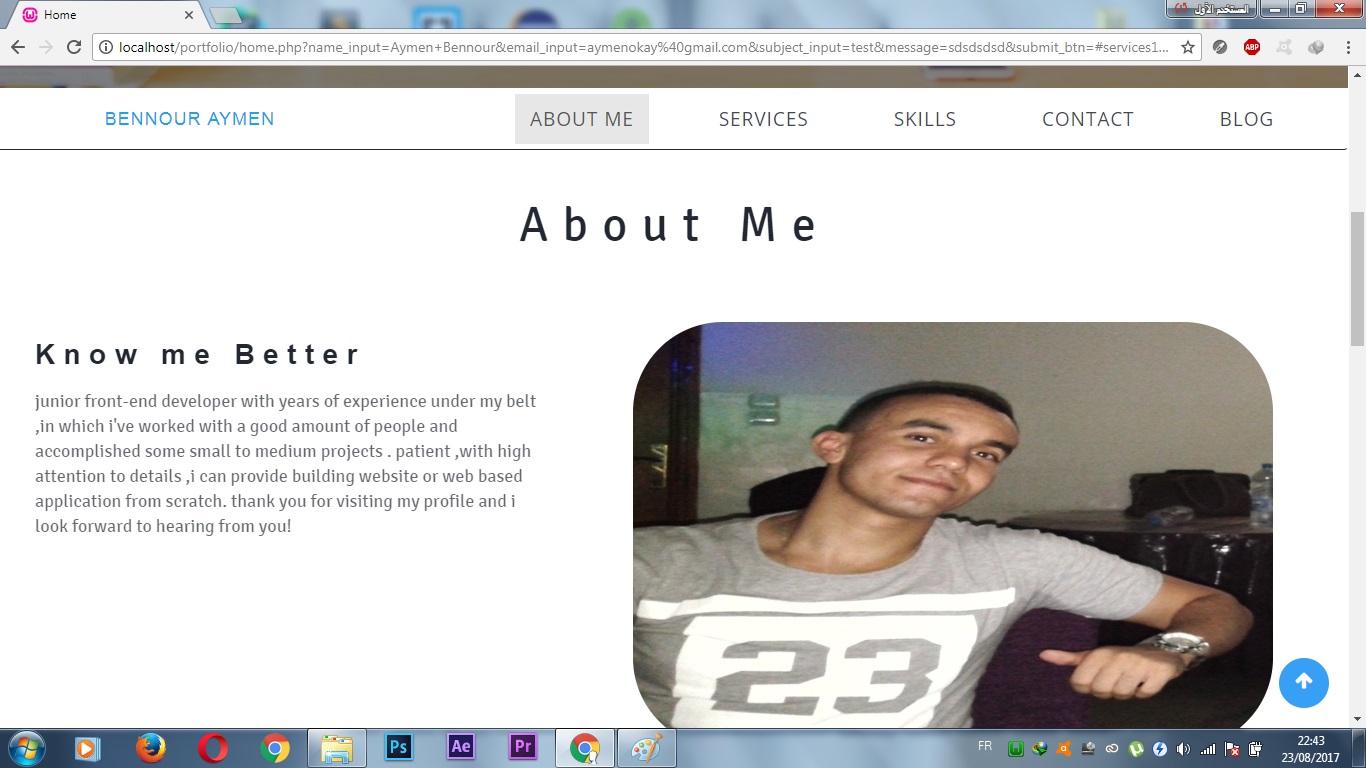 Home
المستخدم الأول
localhost/portfolio/home.php?name_input=Aymen+Bennour&email_input=aymenokay%40gmail.com&subject_input=test&message=sdsdsdsd&submit_btn=#services1...
ABP
BENNOUR AYMEN
ABOUT ME
SERVICES
SKILLS
CONTACT
BLOG
About Me
Know me Better
junior front-end developer with years of experience under my belt
,in which i've worked with a good amount of people and
accomplished some small to medium projects . patient ,with high
attention to details ,i can provide building website or web based
application from scratch. thank you for visiting my profile and i
look forward to hearing from you!
23
Ps
Ae
Pr
FR
22:43
23/08/2017